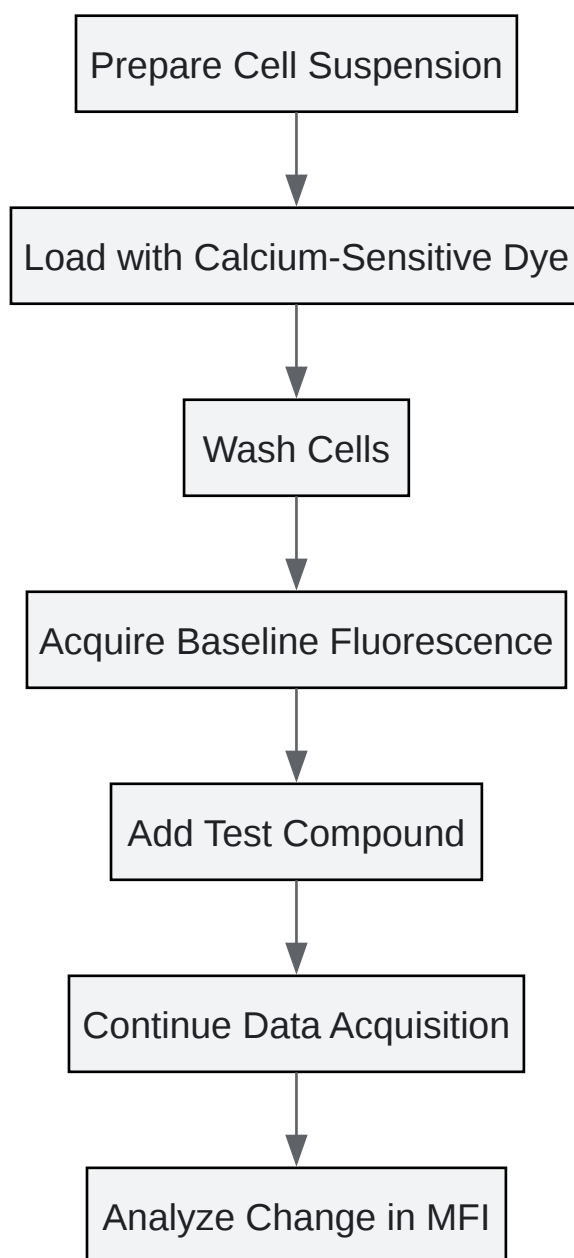 Prepare Cell Suspension
Load with Calcium-Sensitive Dye
Wash Cells
Acquire Baseline Fluorescence
Add Test Compound
Continue Data Acquisition
Analyze Change in MFI